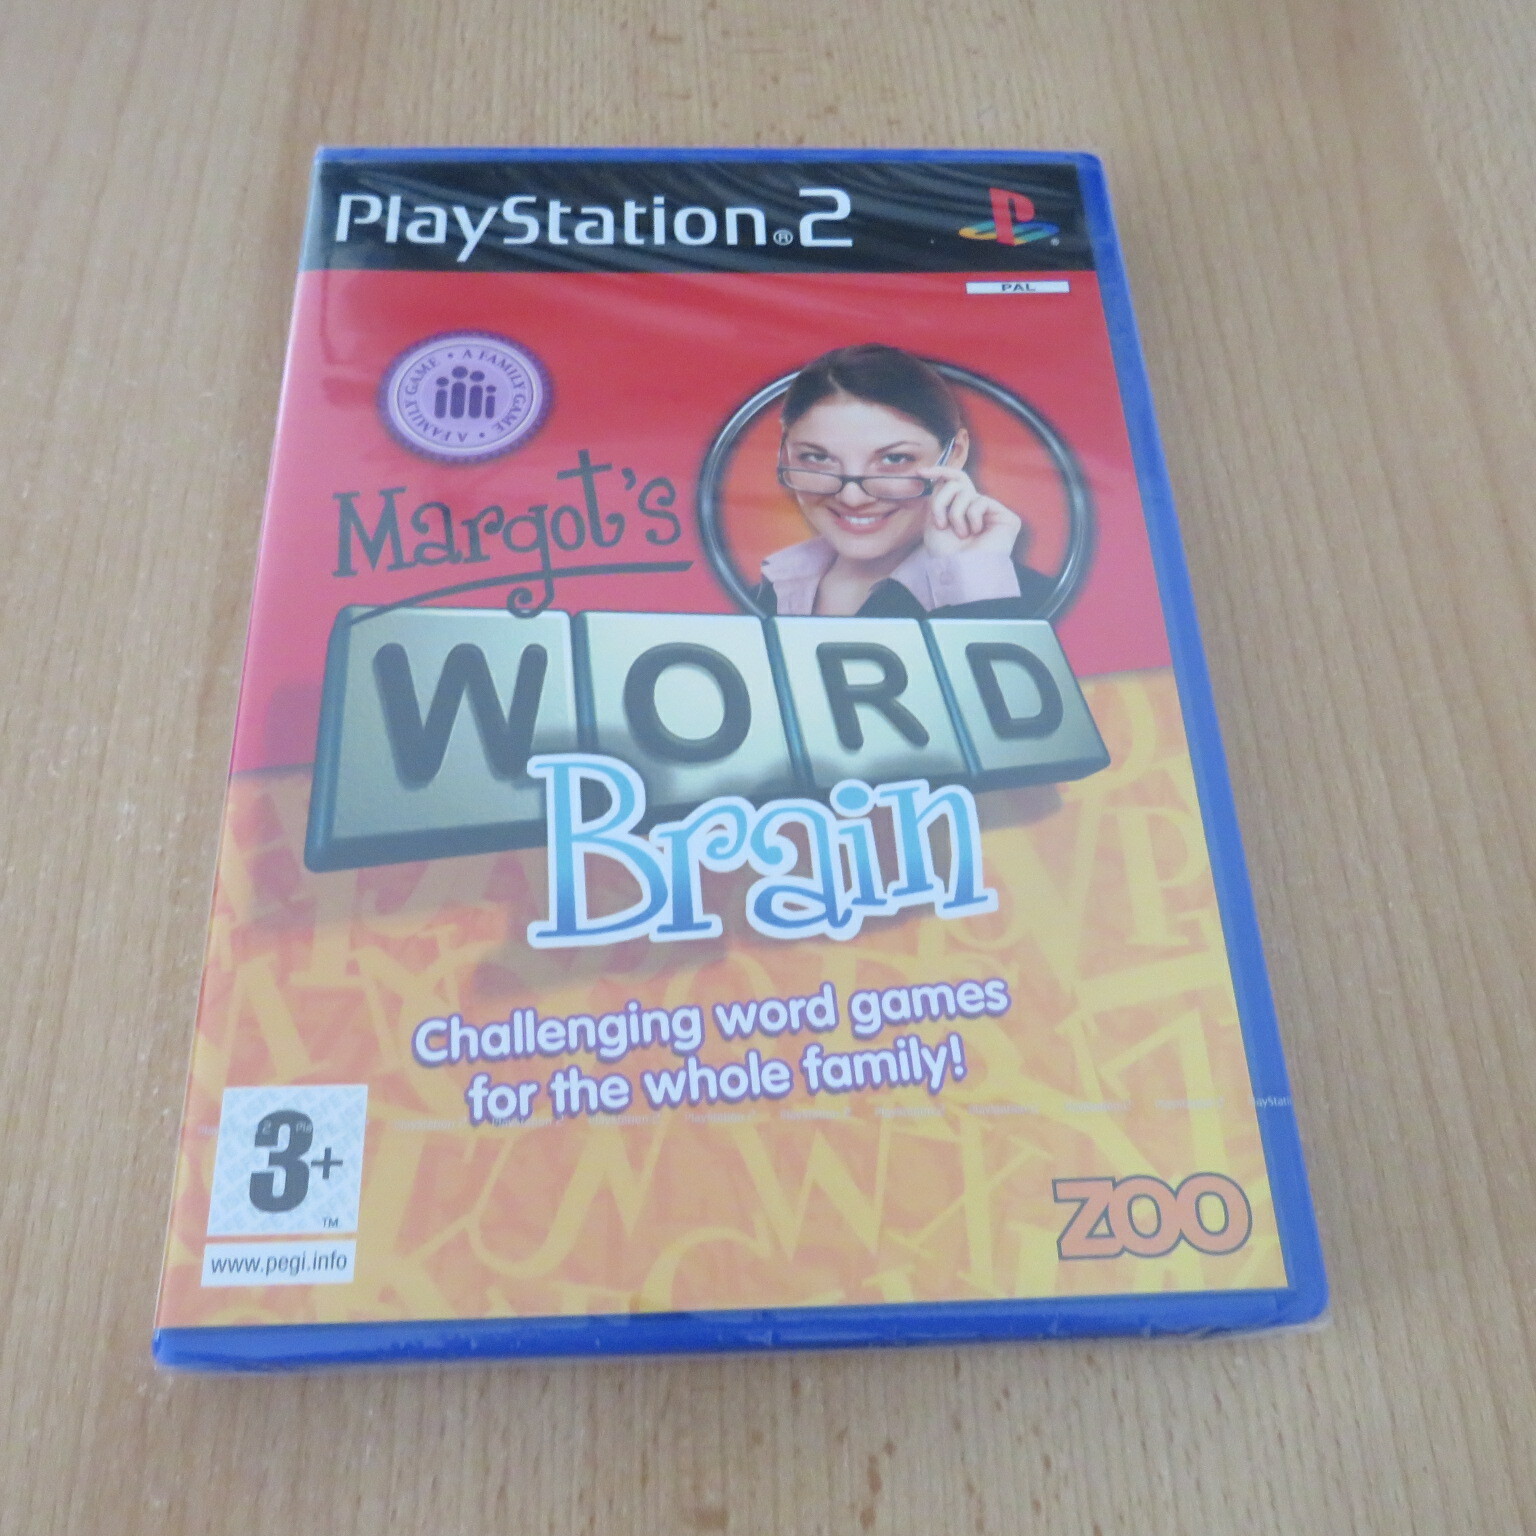 PlayStation®2
PAL
A FAMILY GAME • A FAMILY GAME •
Margot's
WORD
Brain
Challenging word games
for the whole family!
3+
TM
www.pegi.info
ZOO